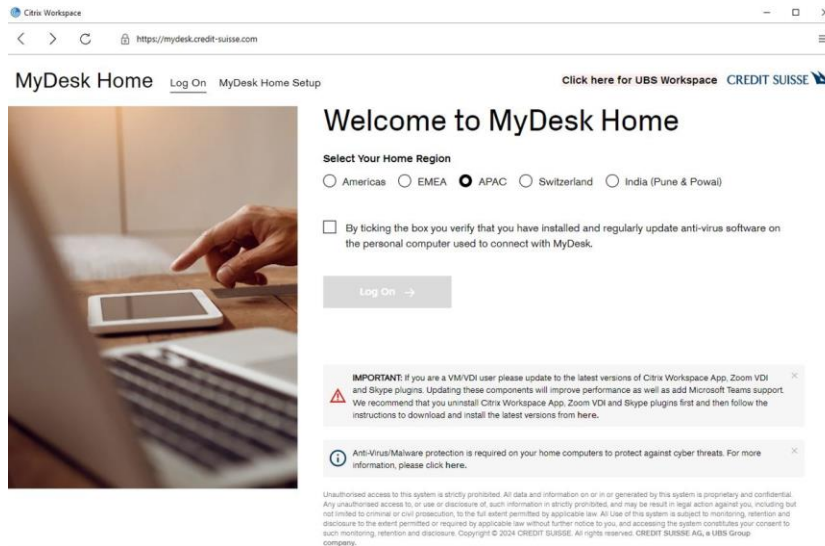 Citrix Workspace
https://mydesk.credit-suisse.com
MyDesk Home Log On MyDesk Home Setup Click here for UBS Workspace CREDIT SUISSE
Welcome to MyDesk Home
Select Your Home Region
Americas EMEA APAC Switzerland India (Pune & Powai)
By ticking the box you verify that you have installed and regularly update anti-virus software on
the personal computer used to connect with MyDesk.
Log On →
IMPORTANT: If you are a VM/VDI user please update to the latest versions of Citrix Workspace App, Zoom VDI
and Skype plugins. Updating these components will improve performance as well as add Microsoft Teams support.
We recommend that you uninstall Citrix Workspace App, Zoom VDI and Skype plugins first and then follow the
instructions to download and install the latest versions from here.
Anti-Virus/Malware protection is required on your home computers to protect against cyber threats. For more
information, please click here.
Unauthorised access to this system is strictly prohibited. All data and information on or in or generated by this system is proprietary and confidential.
Any unauthorised access to, or use or disclosure of, such information in strictly prohibited, and may be result in legal action against you, including but
not limited to criminal or civil prosecution, to the full extent permitted by applicable law. All Use of this system is subject to monitoring, retention and
disclosure to the extent permitted or required by applicable law without further notice to you, and accessing the system constitutes your consent to
such monitoring, retention and disclosure. Copyright © 2024 CREDIT SUISSE. All rights reserved. CREDIT SUISSE AG, a UBS Group
company.